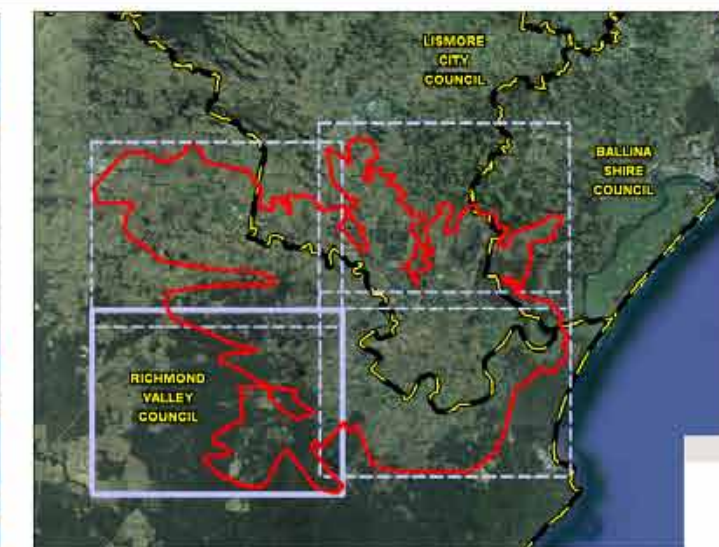 LISMORE
CITY
COUNCIL
BALLINA
SHIRE
COUNCIL
RICHMOND
VALLEY
COUNCIL